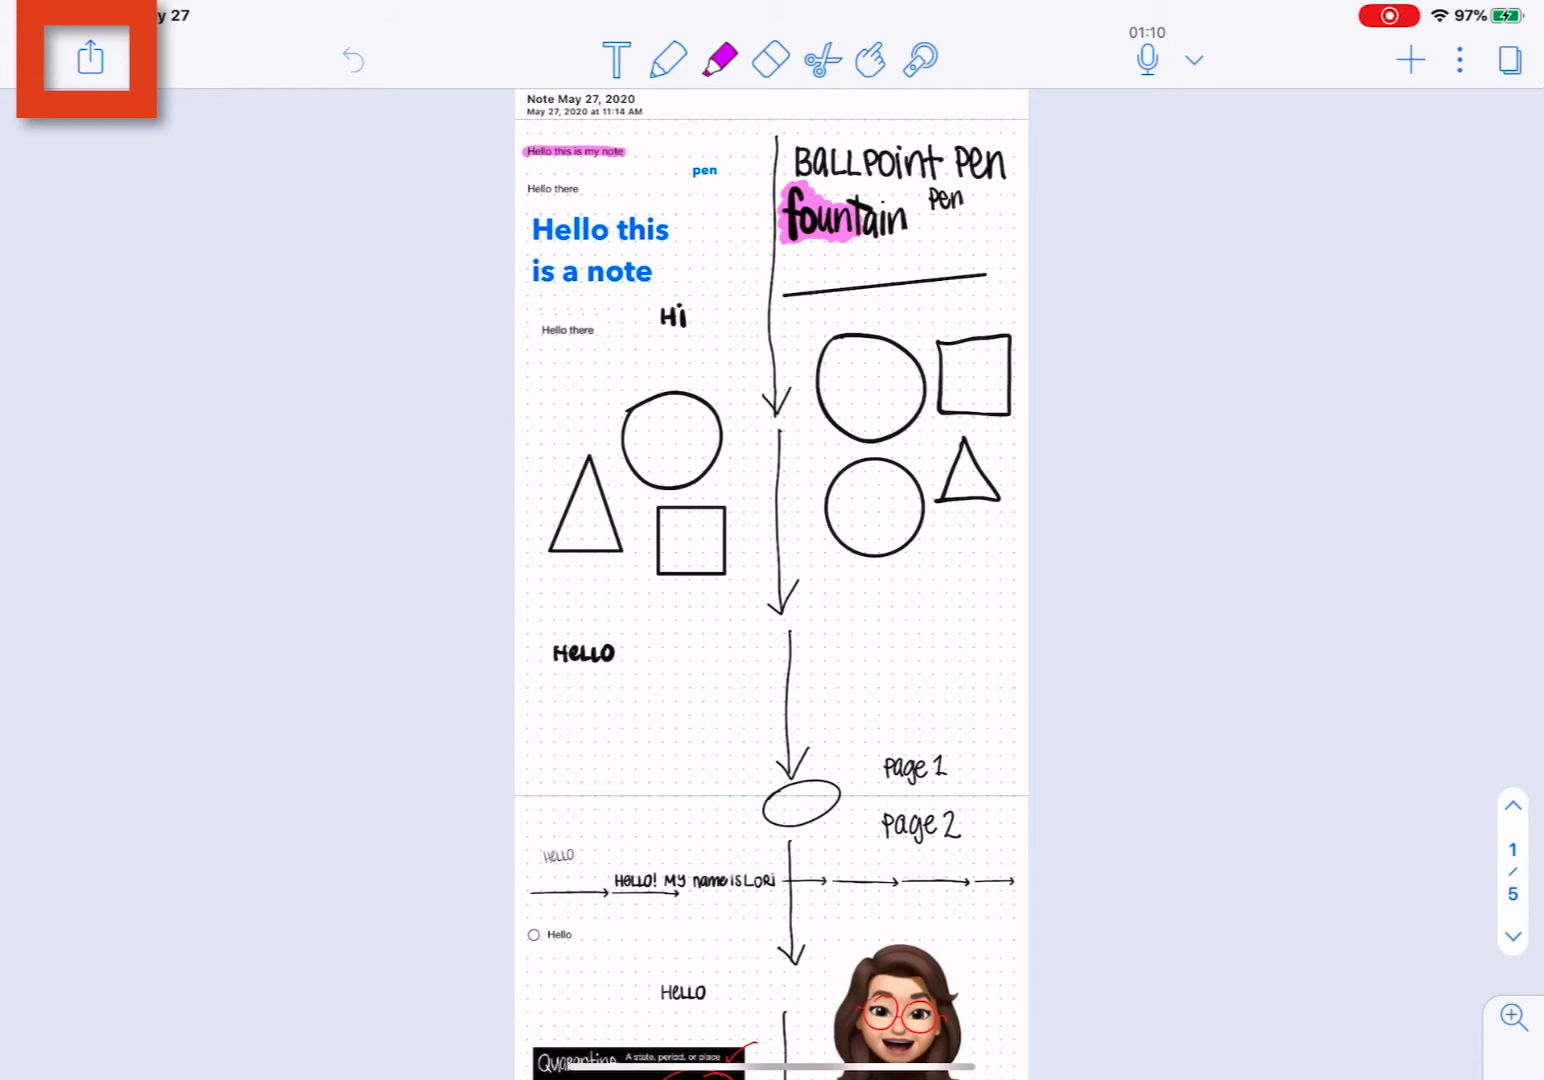 y 27
97%
01:10
Note May 27, 2020
May 27, 2020 at 11:14 AM
Hello this is my note
pen
Hello there
Hello this
is a note
Hi
Hello there
BALLPOINT PEN
fountain pen
HELLO
page 1
page 2
HELLO
HELLO! MY name is LORI
Hello
HELLO
Quarantine A state, period, or place
1
/
5